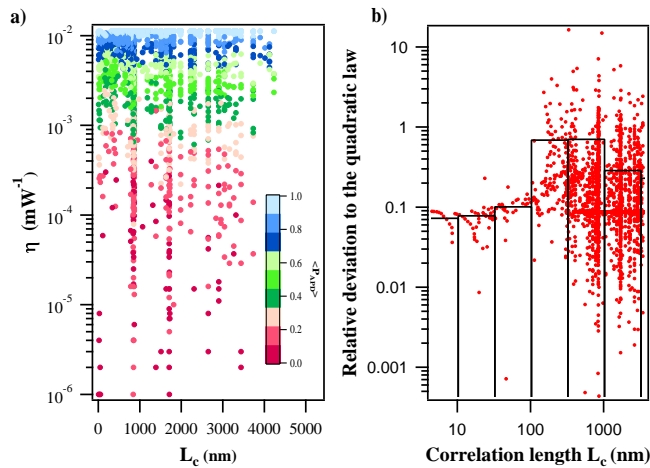 a)
η (mW⁻¹)
10⁻²
10⁻³
10⁻⁴
10⁻⁵
10⁻⁶
0 1000 2000 3000 4000 5000
L_c (nm)
1.0
0.8
0.6
0.4
0.2
0.0
<P_APD>
b)
Relative deviation to the quadratic law
10
1
0.1
0.01
0.001
10 100 1000
Correlation length L_c (nm)